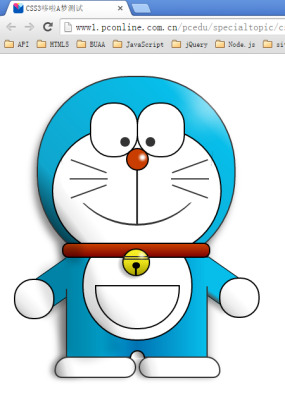 CSS3哆啦A梦测试
www1.pconline.com.cn/pcedu/specialtopic/c
API HTML5 BUAA JavaScript jQuery Node.js